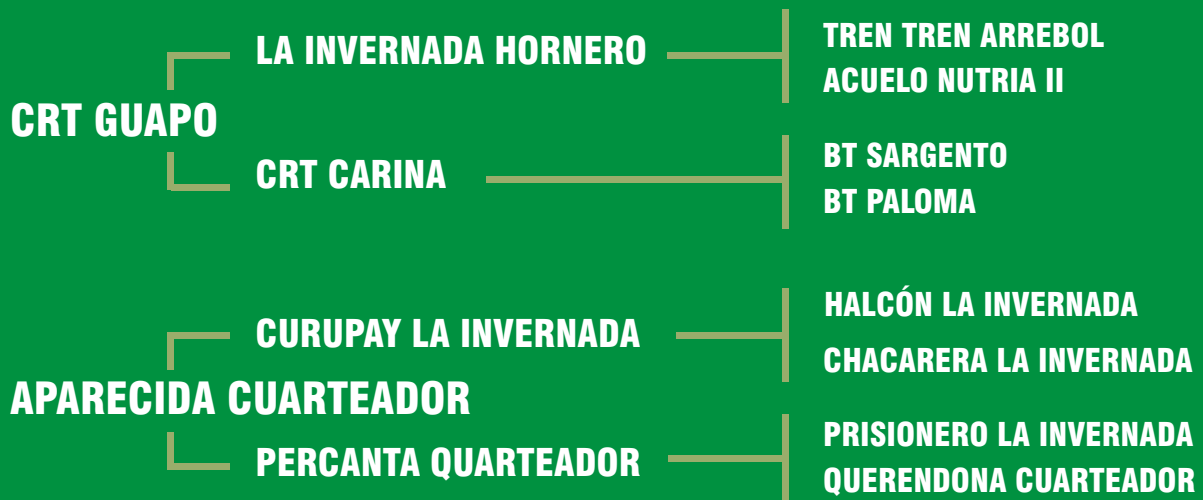 LA INVERNADA HORNERO
TREN TREN ARREBOL
ACUELO NUTRIA II
CRT GUAPO
CRT CARINA
BT SARGENTO
BT PALOMA
CURUPAY LA INVERNADA
HALCÓN LA INVERNADA
CHACARERA LA INVERNADA
APARECIDA CUARTEADOR
PERCANTA QUARTEADOR
PRISIONERO LA INVERNADA
QUERENDONA CUARTEADOR